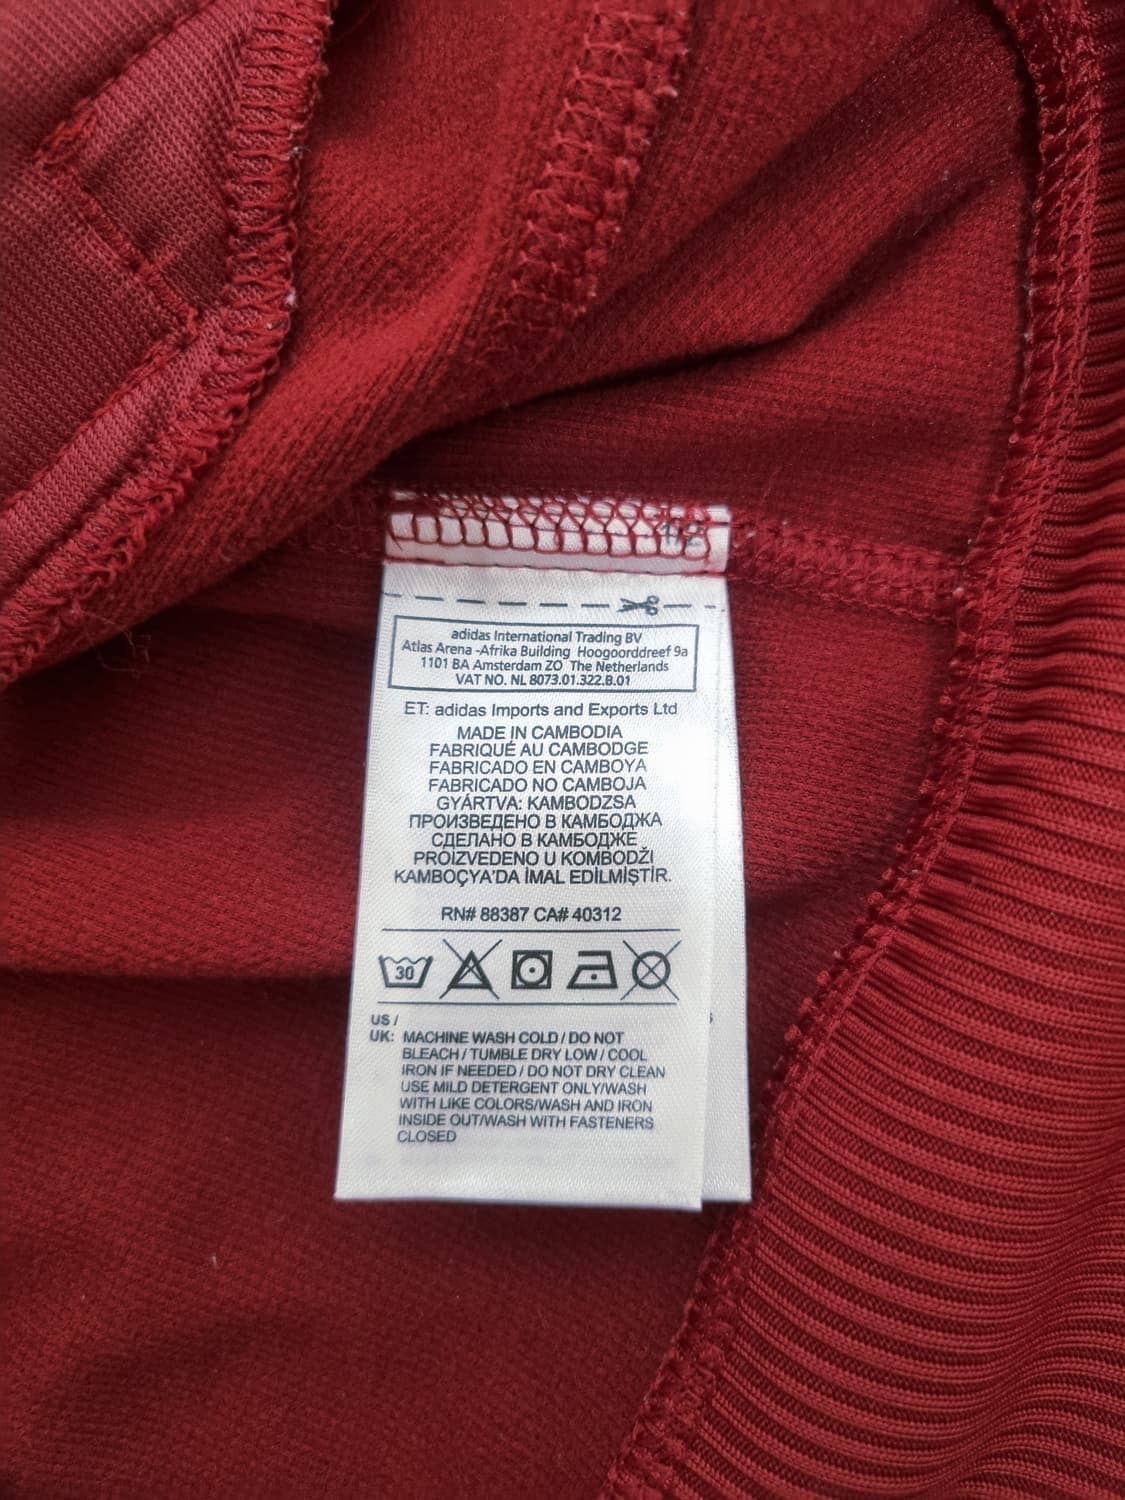 adidas International Trading BV
Atlas Arena -Afrika Building Hoogoorddreef 9a
1101 BA Amsterdam ZO The Netherlands
VAT NO. NL 8073.01.322.B.01
ET: adidas Imports and Exports Ltd
MADE IN CAMBODIA
FABRIQUÉ AU CAMBODGE
FABRICADO EN CAMBOYA
FABRICADO NO CAMBOJA
GYÁRTVA: KAMBODZSA
ПРОИЗВЕДЕНО В КАМБОДЖА
СДЕЛАНО В КАМБОДЖЕ
PROIZVEDENO U KOMBODŽI
KAMBOÇYA'DA İMAL EDİLMİŞTİR.
RN# 88387 CA# 40312
30
US /
UK: MACHINE WASH COLD / DO NOT
BLEACH / TUMBLE DRY LOW / COOL
IRON IF NEEDED / DO NOT DRY CLEAN
USE MILD DETERGENT ONLY/WASH
WITH LIKE COLORS/WASH AND IRON
INSIDE OUT/WASH WITH FASTENERS
CLOSED